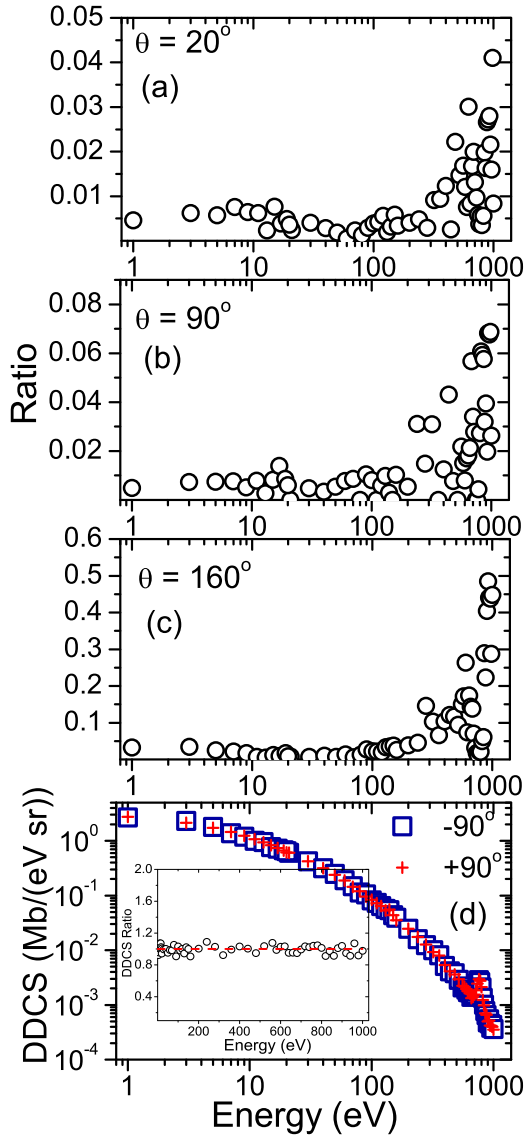 0.05
θ = 20°
0.04
(a)
0.03
0.02
0.01
1 10 100 1000
0.08
θ = 90°
0.06
(b)
0.04
0.02
Ratio
1 10 100 1000
0.6
θ = 160°
0.5
0.4
(c)
0.3
0.2
0.1
1 10 100 1000
10⁰
10⁻¹
10⁻²
10⁻³
10⁻⁴
DDCS (Mb/(eV sr))
-90°
+90°
(d)
2.0
1.6
1.2
0.8
0.4
DDCS Ratio
200 400 600 800 1000
Energy (eV)
1 10 100 1000
Energy (eV)